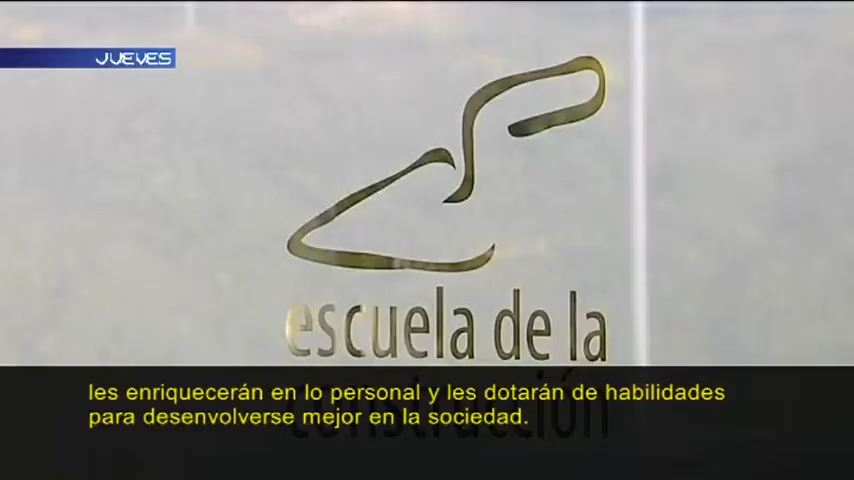 JUEVES
escuela de la
construcción
les enriquecerán en lo personal y les dotarán de habilidades
para desenvolverse mejor en la sociedad.